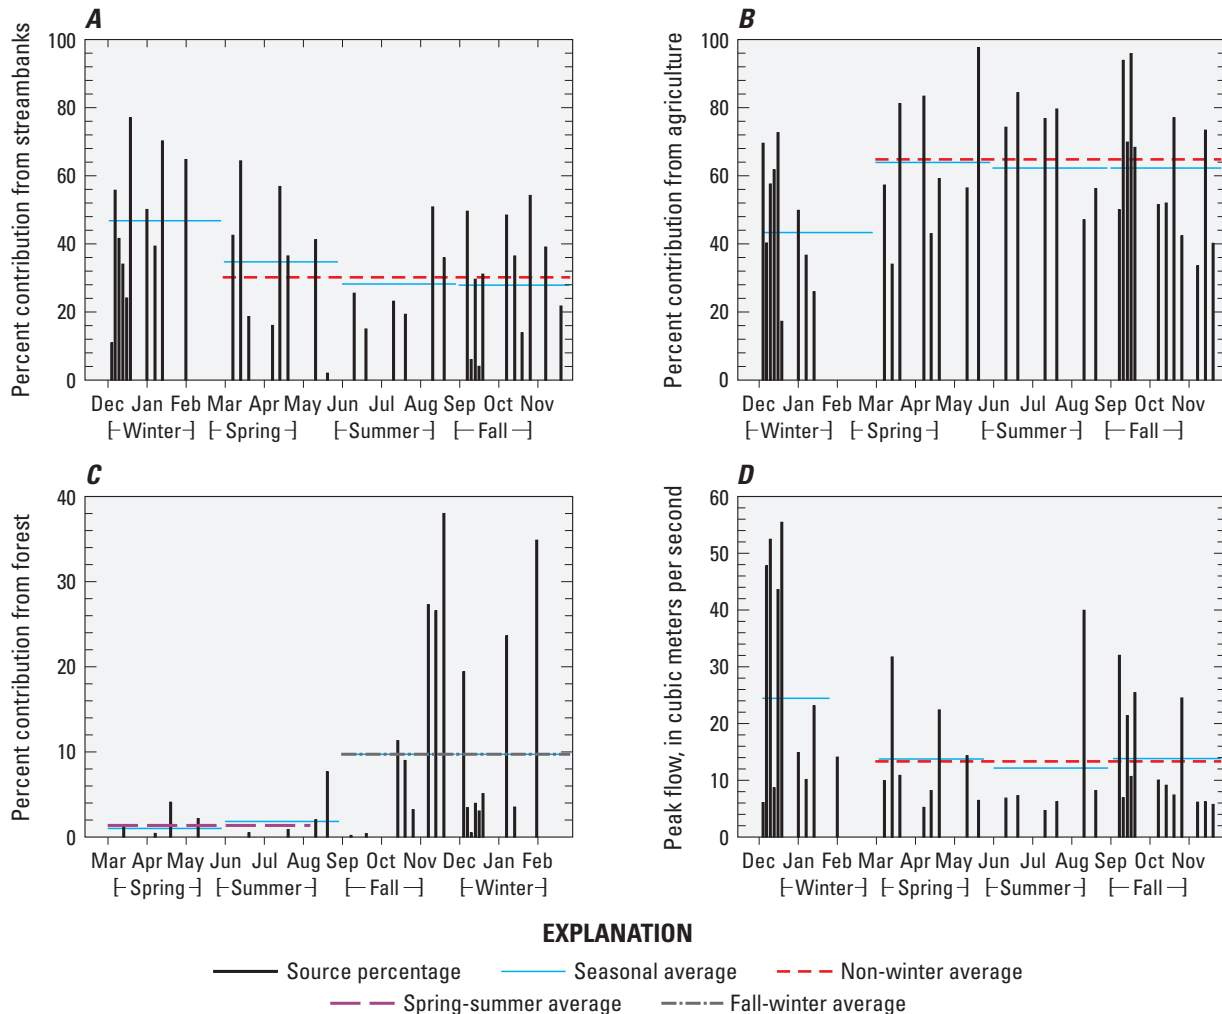 A
Percent contribution from streambanks
100
80
60
40
20
0
Dec Jan Feb Mar Apr May Jun Jul Aug Sep Oct Nov
Winter Spring Summer Fall
B
Percent contribution from agriculture
100
80
60
40
20
0
Dec Jan Feb Mar Apr May Jun Jul Aug Sep Oct Nov
Winter Spring Summer Fall
C
Percent contribution from forest
40
30
20
10
0
Mar Apr May Jun Jul Aug Sep Oct Nov Dec Jan Feb
Spring Summer Fall Winter
D
Peak flow, in cubic meters per second
60
50
40
30
20
10
0
Dec Jan Feb Mar Apr May Jun Jul Aug Sep Oct Nov
Winter Spring Summer Fall
EXPLANATION
Source percentage Seasonal average Non-winter average
Spring-summer average Fall-winter average